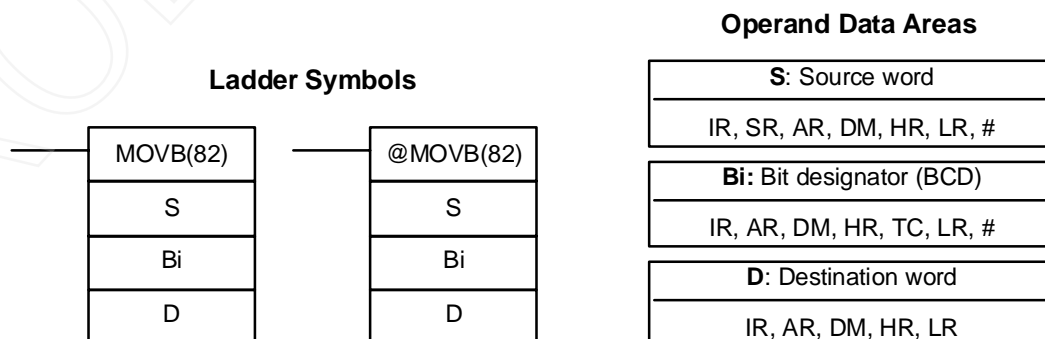 Operand Data Areas
Ladder Symbols
S: Source word
IR, SR, AR, DM, HR, LR, #
MOVB(82)
@MOVB(82)
Bi: Bit designator (BCD)
S
S
IR, AR, DM, HR, TC, LR, #
Bi
Bi
D: Destination word
D
D
IR, AR, DM, HR, LR